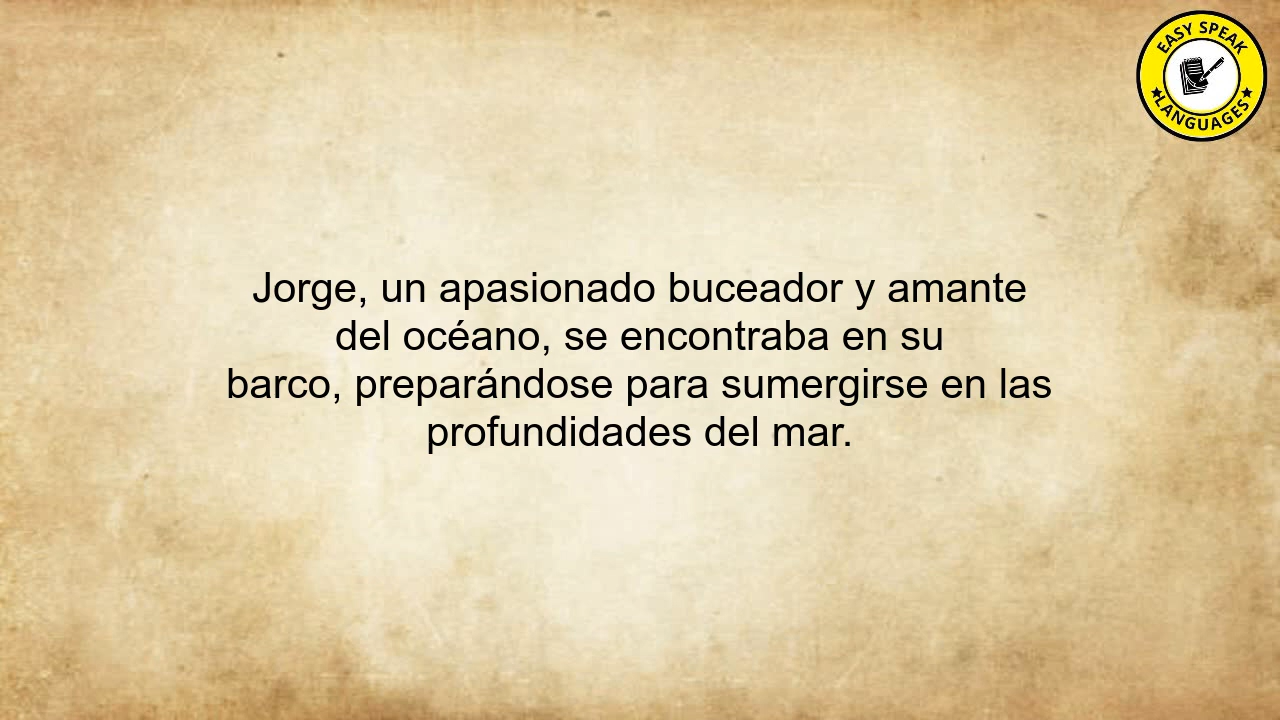 EASY SPEAK
LANGUAGES
Jorge, un apasionado buceador y amante
del océano, se encontraba en su
barco, preparándose para sumergirse en las
profundidades del mar.